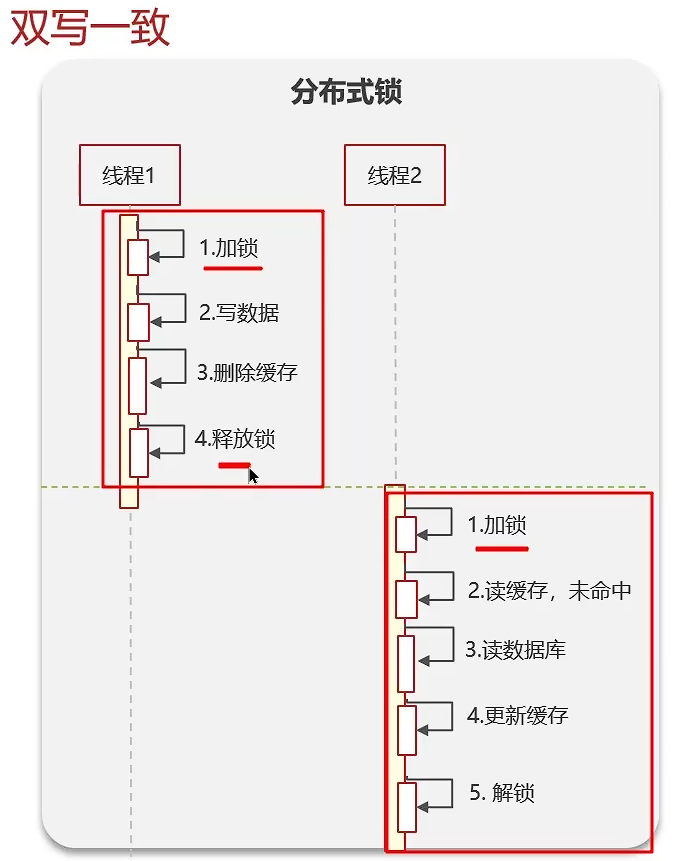 双写一致
分布式锁
线程1
线程2
1.加锁
2.写数据
3.删除缓存
4.释放锁
1.加锁
2.读缓存，未命中
3.读数据库
4.更新缓存
5. 解锁